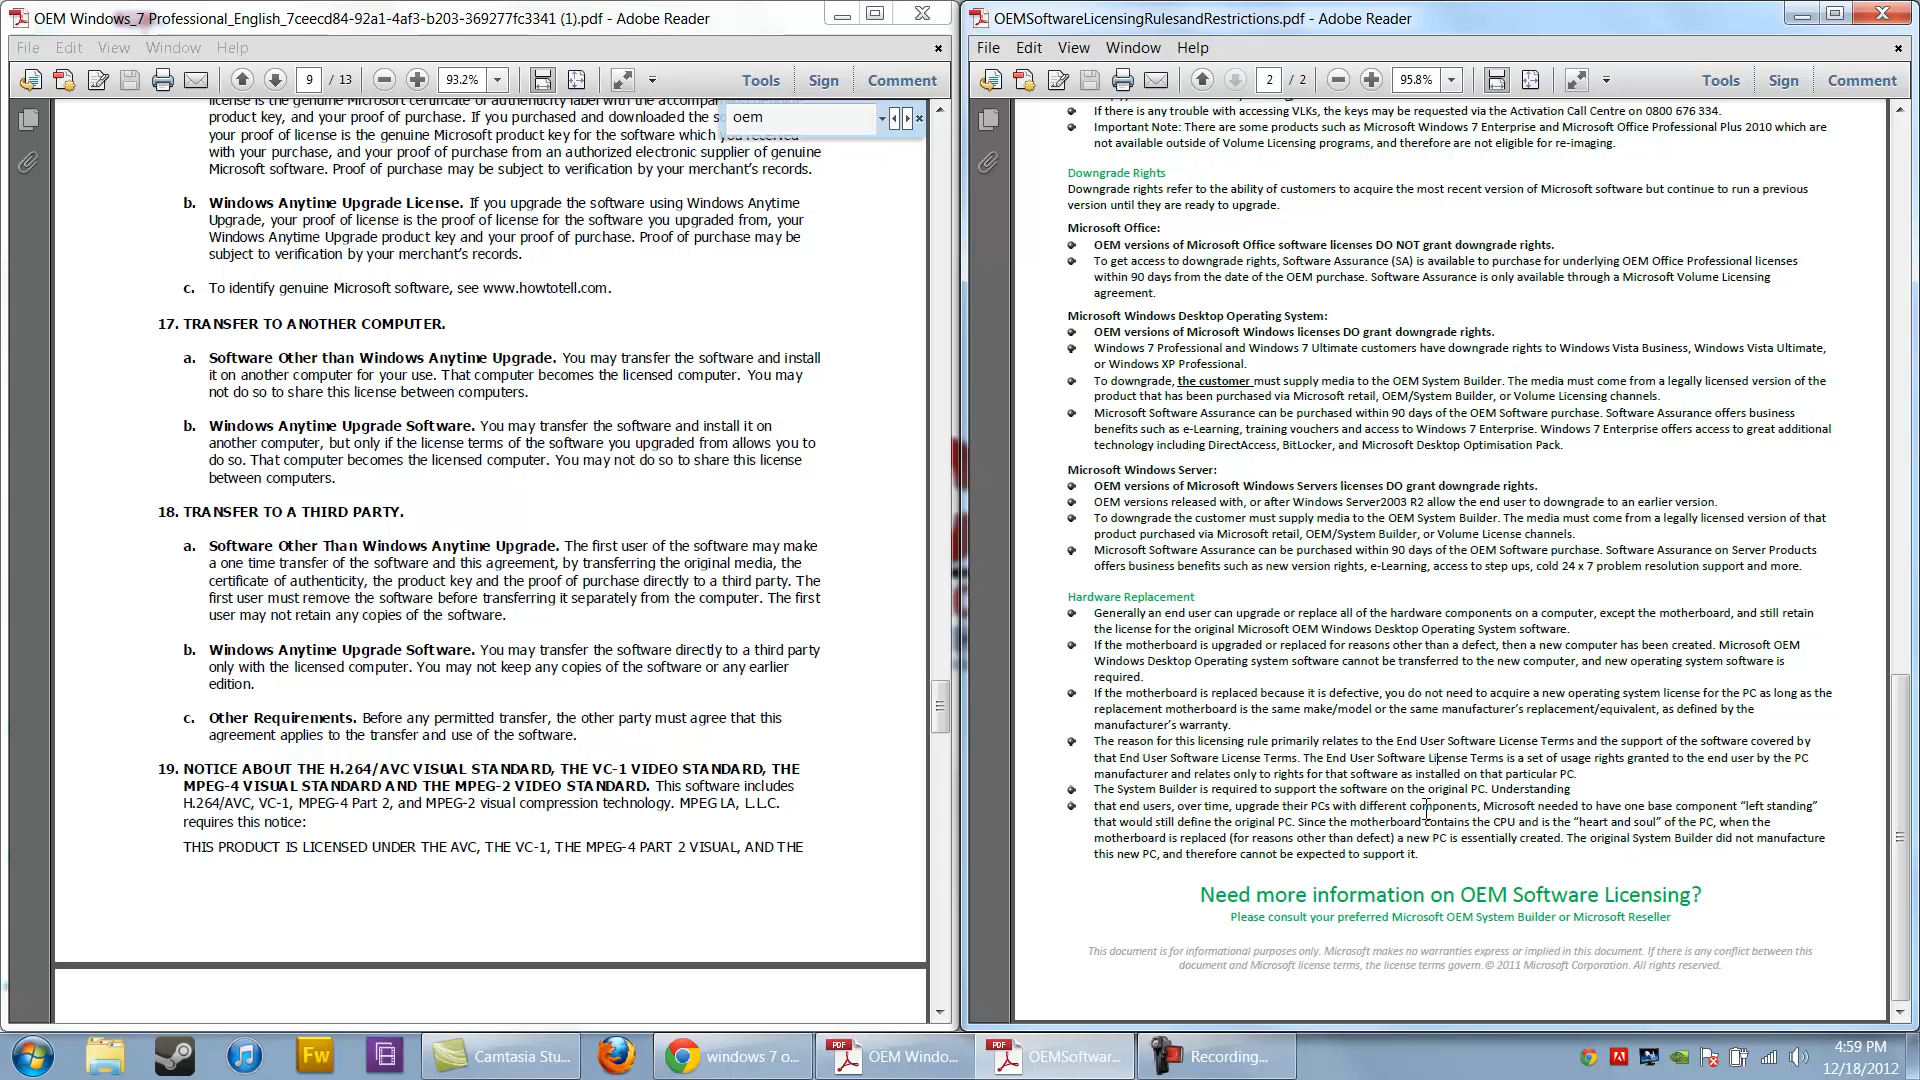 OEM Windows_7 Professional_English_7ceecd84-92a1-4af3-b203-369277fc3341 (1).pdf - Adobe Reader
File Edit View Window Help
9 / 13
93.2%
Tools Sign Comment
oem
license is the genuine Microsoft certificate of authenticity label with the
product key, and your proof of purchase. If you purchased and downloaded the
your proof of license is the genuine Microsoft product key for the software which you received
with your purchase, and your proof of purchase from an authorized electronic supplier of genuine
Microsoft software. Proof of purchase may be subject to verification by your merchant's records.
b. Windows Anytime Upgrade License. If you upgrade the software using Windows Anytime
Upgrade, your proof of license is the proof of license for the software you upgraded from, your
Windows Anytime Upgrade product key and your proof of purchase. Proof of purchase may be
subject to verification by your merchant's records.
c. To identify genuine Microsoft software, see www.howtotell.com.
17. TRANSFER TO ANOTHER COMPUTER.
a. Software Other than Windows Anytime Upgrade. You may transfer the software and install
it on another computer for your use. That computer becomes the licensed computer. You may
not do so to share this license between computers.
b. Windows Anytime Upgrade Software. You may transfer the software and install it on
another computer, but only if the license terms of the software you upgraded from allows you to
do so. That computer becomes the licensed computer. You may not do so to share this license
between computers.
18. TRANSFER TO A THIRD PARTY.
a. Software Other Than Windows Anytime Upgrade. The first user of the software may make
a one time transfer of the software and this agreement, by transferring the original media, the
certificate of authenticity, the product key and the proof of purchase directly to a third party. The
first user must remove the software before transferring it separately from the computer. The first
user may not retain any copies of the software.
b. Windows Anytime Upgrade Software. You may transfer the software directly to a third party
only with the licensed computer. You may not keep any copies of the software or any earlier
edition.
c. Other Requirements. Before any permitted transfer, the other party must agree that this
agreement applies to the transfer and use of the software.
19. NOTICE ABOUT THE H.264/AVC VISUAL STANDARD, THE VC-1 VIDEO STANDARD, THE
MPEG-4 VISUAL STANDARD AND THE MPEG-2 VIDEO STANDARD. This software includes
H.264/AVC, VC-1, MPEG-4 Part 2, and MPEG-2 visual compression technology. MPEG LA, L.L.C.
requires this notice:
THIS PRODUCT IS LICENSED UNDER THE AVC, THE VC-1, THE MPEG-4 PART 2 VISUAL, AND THE
OEMSoftwareLicensingRulesandRestrictions.pdf - Adobe Reader
File Edit View Window Help
2 / 2
95.8%
Tools Sign Comment
If there is any trouble with accessing VLKs, the keys may be requested via the Activation Call Centre on 0800 676 334.
Important Note: There are some products such as Microsoft Windows 7 Enterprise and Microsoft Office Professional Plus 2010 which are
not available outside of Volume Licensing programs, and therefore are not eligible for re-imaging.
Downgrade Rights
Downgrade rights refer to the ability of customers to acquire the most recent version of Microsoft software but continue to run a previous
version until they are ready to upgrade.
Microsoft Office:
OEM versions of Microsoft Office software licenses DO NOT grant downgrade rights.
To get access to downgrade rights, Software Assurance (SA) is available to purchase for underlying OEM Office Professional licenses
within 90 days from the date of the OEM purchase. Software Assurance is only available through a Microsoft Volume Licensing
agreement.
Microsoft Windows Desktop Operating System:
OEM versions of Microsoft Windows licenses DO grant downgrade rights.
Windows 7 Professional and Windows 7 Ultimate customers have downgrade rights to Windows Vista Business, Windows Vista Ultimate,
or Windows XP Professional.
To downgrade, the customer must supply media to the OEM System Builder. The media must come from a legally licensed version of the
product that has been purchased via Microsoft retail, OEM/System Builder, or Volume Licensing channels.
Microsoft Software Assurance can be purchased within 90 days of the OEM Software purchase. Software Assurance offers business
benefits such as e-Learning, training vouchers and access to Windows 7 Enterprise. Windows 7 Enterprise offers access to great additional
technology including DirectAccess, BitLocker, and Microsoft Desktop Optimisation Pack.
Microsoft Windows Server:
OEM versions of Microsoft Windows Servers licenses DO grant downgrade rights.
OEM versions released with, or after Windows Server2003 R2 allow the end user to downgrade to an earlier version.
To downgrade the customer must supply media to the OEM System Builder. The media must come from a legally licensed version of that
product purchased via Microsoft retail, OEM/System Builder, or Volume License channels.
Microsoft Software Assurance can be purchased within 90 days of the OEM Software purchase. Software Assurance on Server Products
offers business benefits such as new version rights, e-Learning, access to step ups, cold 24 x 7 problem resolution support and more.
Hardware Replacement
Generally an end user can upgrade or replace all of the hardware components on a computer, except the motherboard, and still retain
the license for the original Microsoft OEM Windows Desktop Operating System software.
If the motherboard is upgraded or replaced for reasons other than a defect, then a new computer has been created. Microsoft OEM
Windows Desktop Operating system software cannot be transferred to the new computer, and new operating system software is
required.
If the motherboard is replaced because it is defective, you do not need to acquire a new operating system license for the PC as long as the
replacement motherboard is the same make/model or the same manufacturer's replacement/equivalent, as defined by the
manufacturer's warranty.
The reason for this licensing rule primarily relates to the End User Software License Terms and the support of the software covered by
that End User Software License Terms. The End User Software License Terms is a set of usage rights granted to the end user by the PC
manufacturer and relates only to rights for that software as installed on that particular PC.
The System Builder is required to support the software on the original PC. Understanding
that end users, over time, upgrade their PCs with different components, Microsoft needed to have one base component “left standing”
that would still define the original PC. Since the motherboard contains the CPU and is the “heart and soul” of the PC, when the
motherboard is replaced (for reasons other than defect) a new PC is essentially created. The original System Builder did not manufacture
this new PC, and therefore cannot be expected to support it.
Need more information on OEM Software Licensing?
Please consult your preferred Microsoft OEM System Builder or Microsoft Reseller
This document is for informational purposes only. Microsoft makes no warranties express or implied in this document. If there is any conflict between this
document and Microsoft license terms, the license terms govern. © 2011 Microsoft Corporation. All rights reserved.
Fw
Camtasia Stu...
windows 7 o...
PDF
OEM Windo...
PDF
OEMSoftwar...
Recording...
4:59 PM
12/18/2012